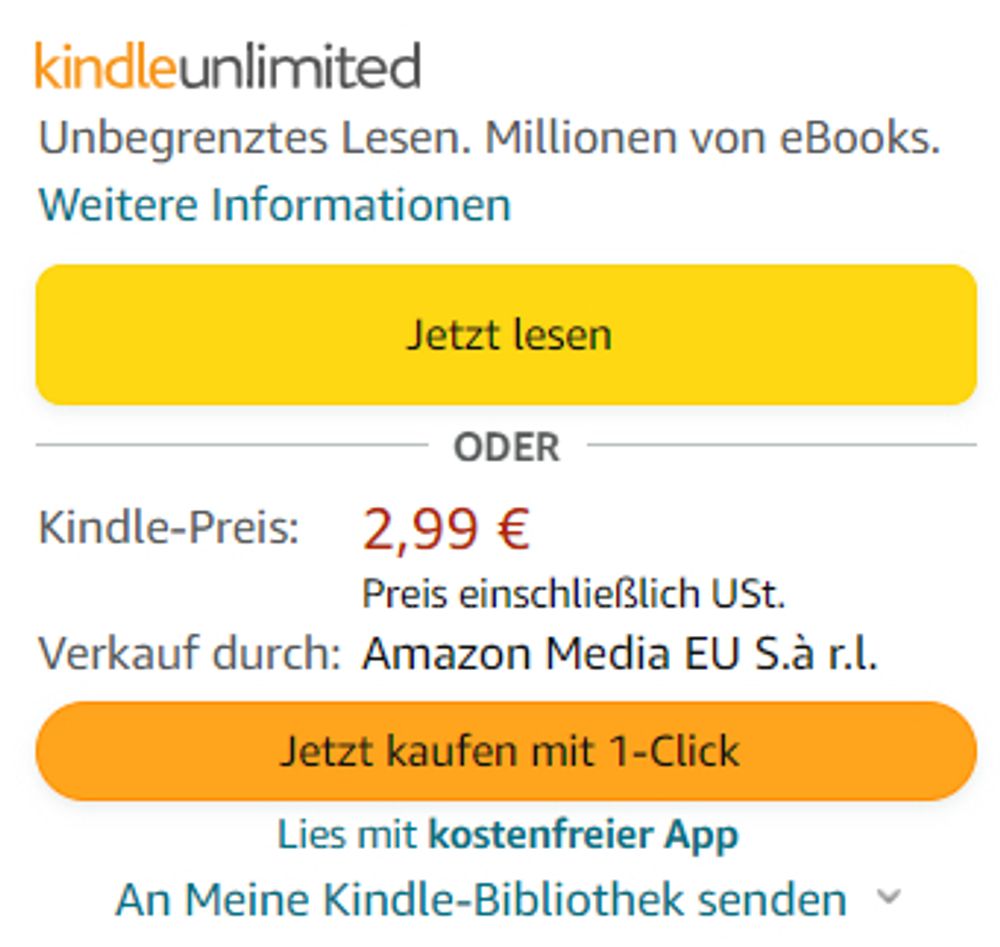 kindleunlimited
Unbegrenztes Lesen. Millionen von eBooks.
Weitere Informationen
Jetzt lesen
ODER
Kindle-Preis: 2,99 €
Preis einschließlich USt.
Verkauf durch: Amazon Media EU S.à r.l.
Jetzt kaufen mit 1-Click
Lies mit kostenfreier App
An Meine Kindle-Bibliothek senden